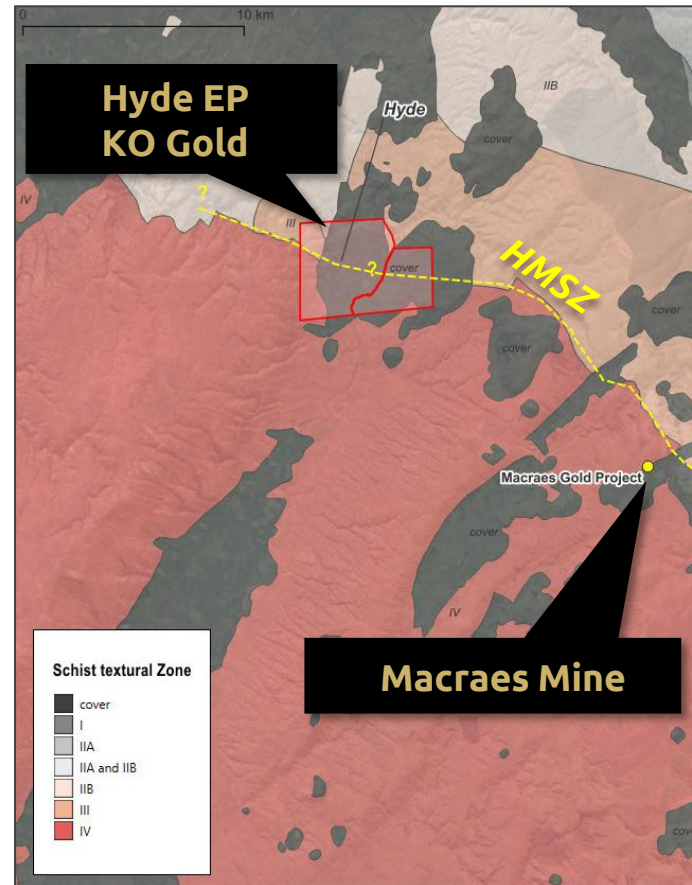 0
10 km
Hyde EP
KO Gold
Hyde
IIB
cover
IV
?
III
?
cover
HMSZ
cover
cover
Macraes Gold Project
cover
IV
Macraes Mine
Schist textural Zone
cover
I
IIA
IIA and IIB
IIB
III
IV
cove